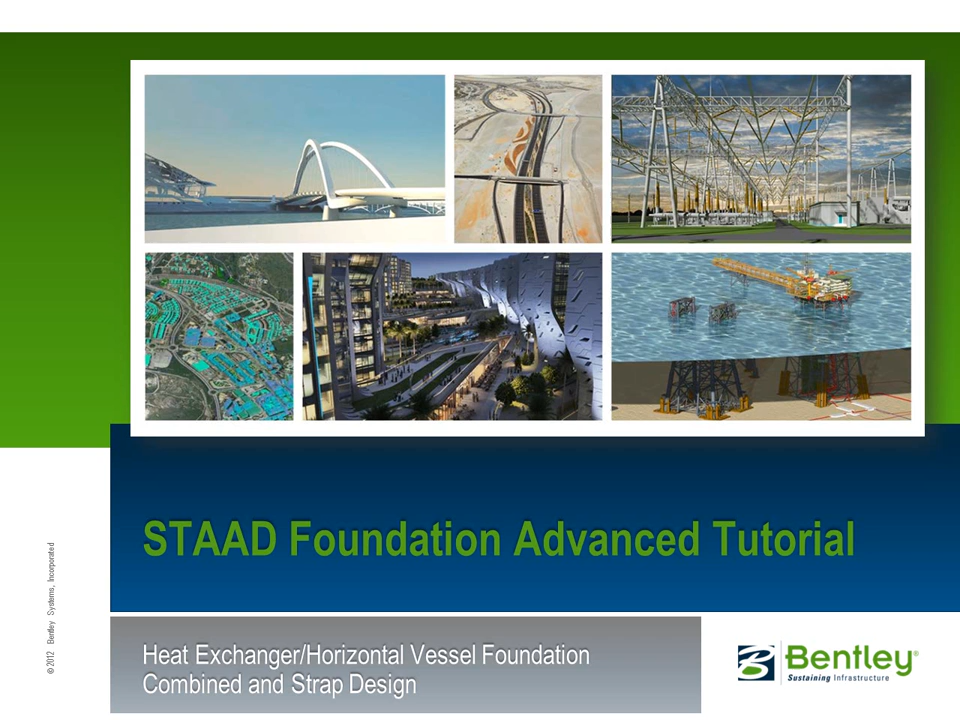 STAAD Foundation Advanced Tutorial
Heat Exchanger/Horizontal Vessel Foundation
Combined and Strap Design
Bentley®
Sustaining Infrastructure
©2012 Bentley Systems, Incorporated